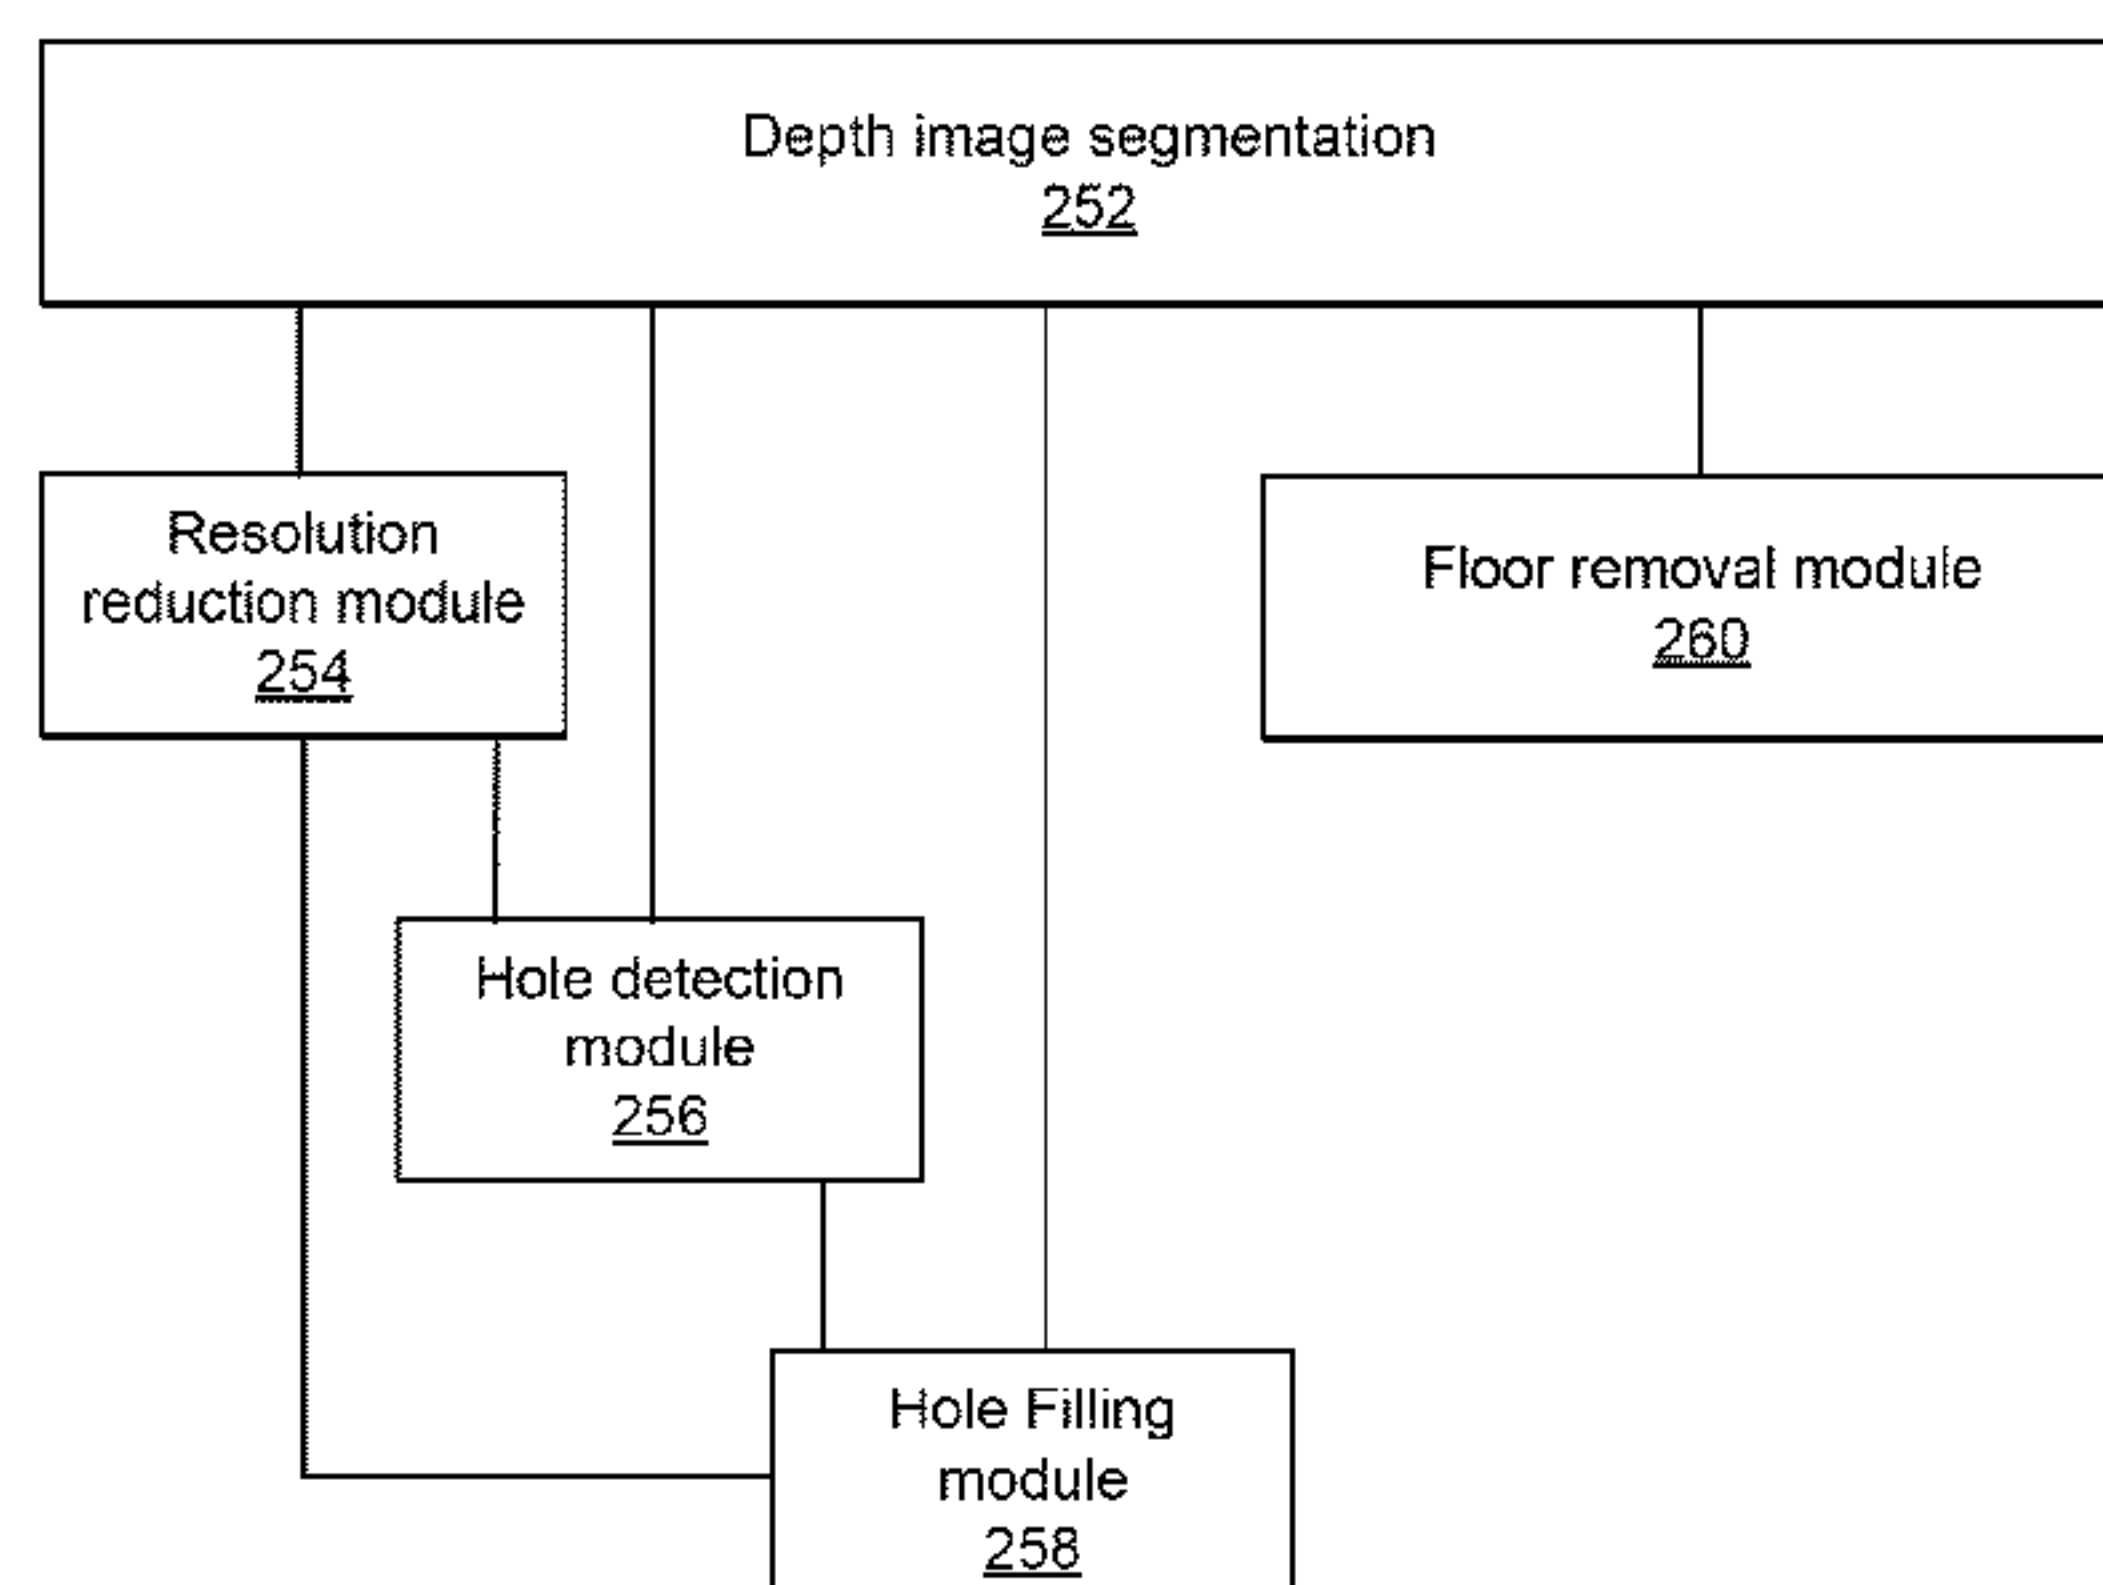 Depth image segmentation
252
Resolution
reduction module
254
Floor removal module
260
Hole detection
module
256
Hole Filling
module
258